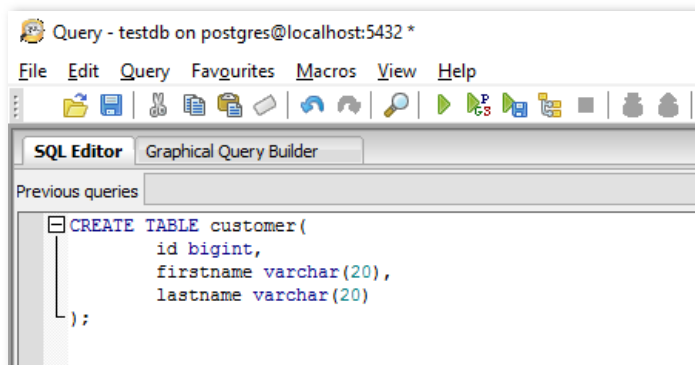 Query - testdb on postgres@localhost:5432 *
File Edit Query Favourites Macros View Help
SQL Editor Graphical Query Builder
Previous queries
CREATE TABLE customer(
id bigint,
firstname varchar(20),
lastname varchar(20)
);